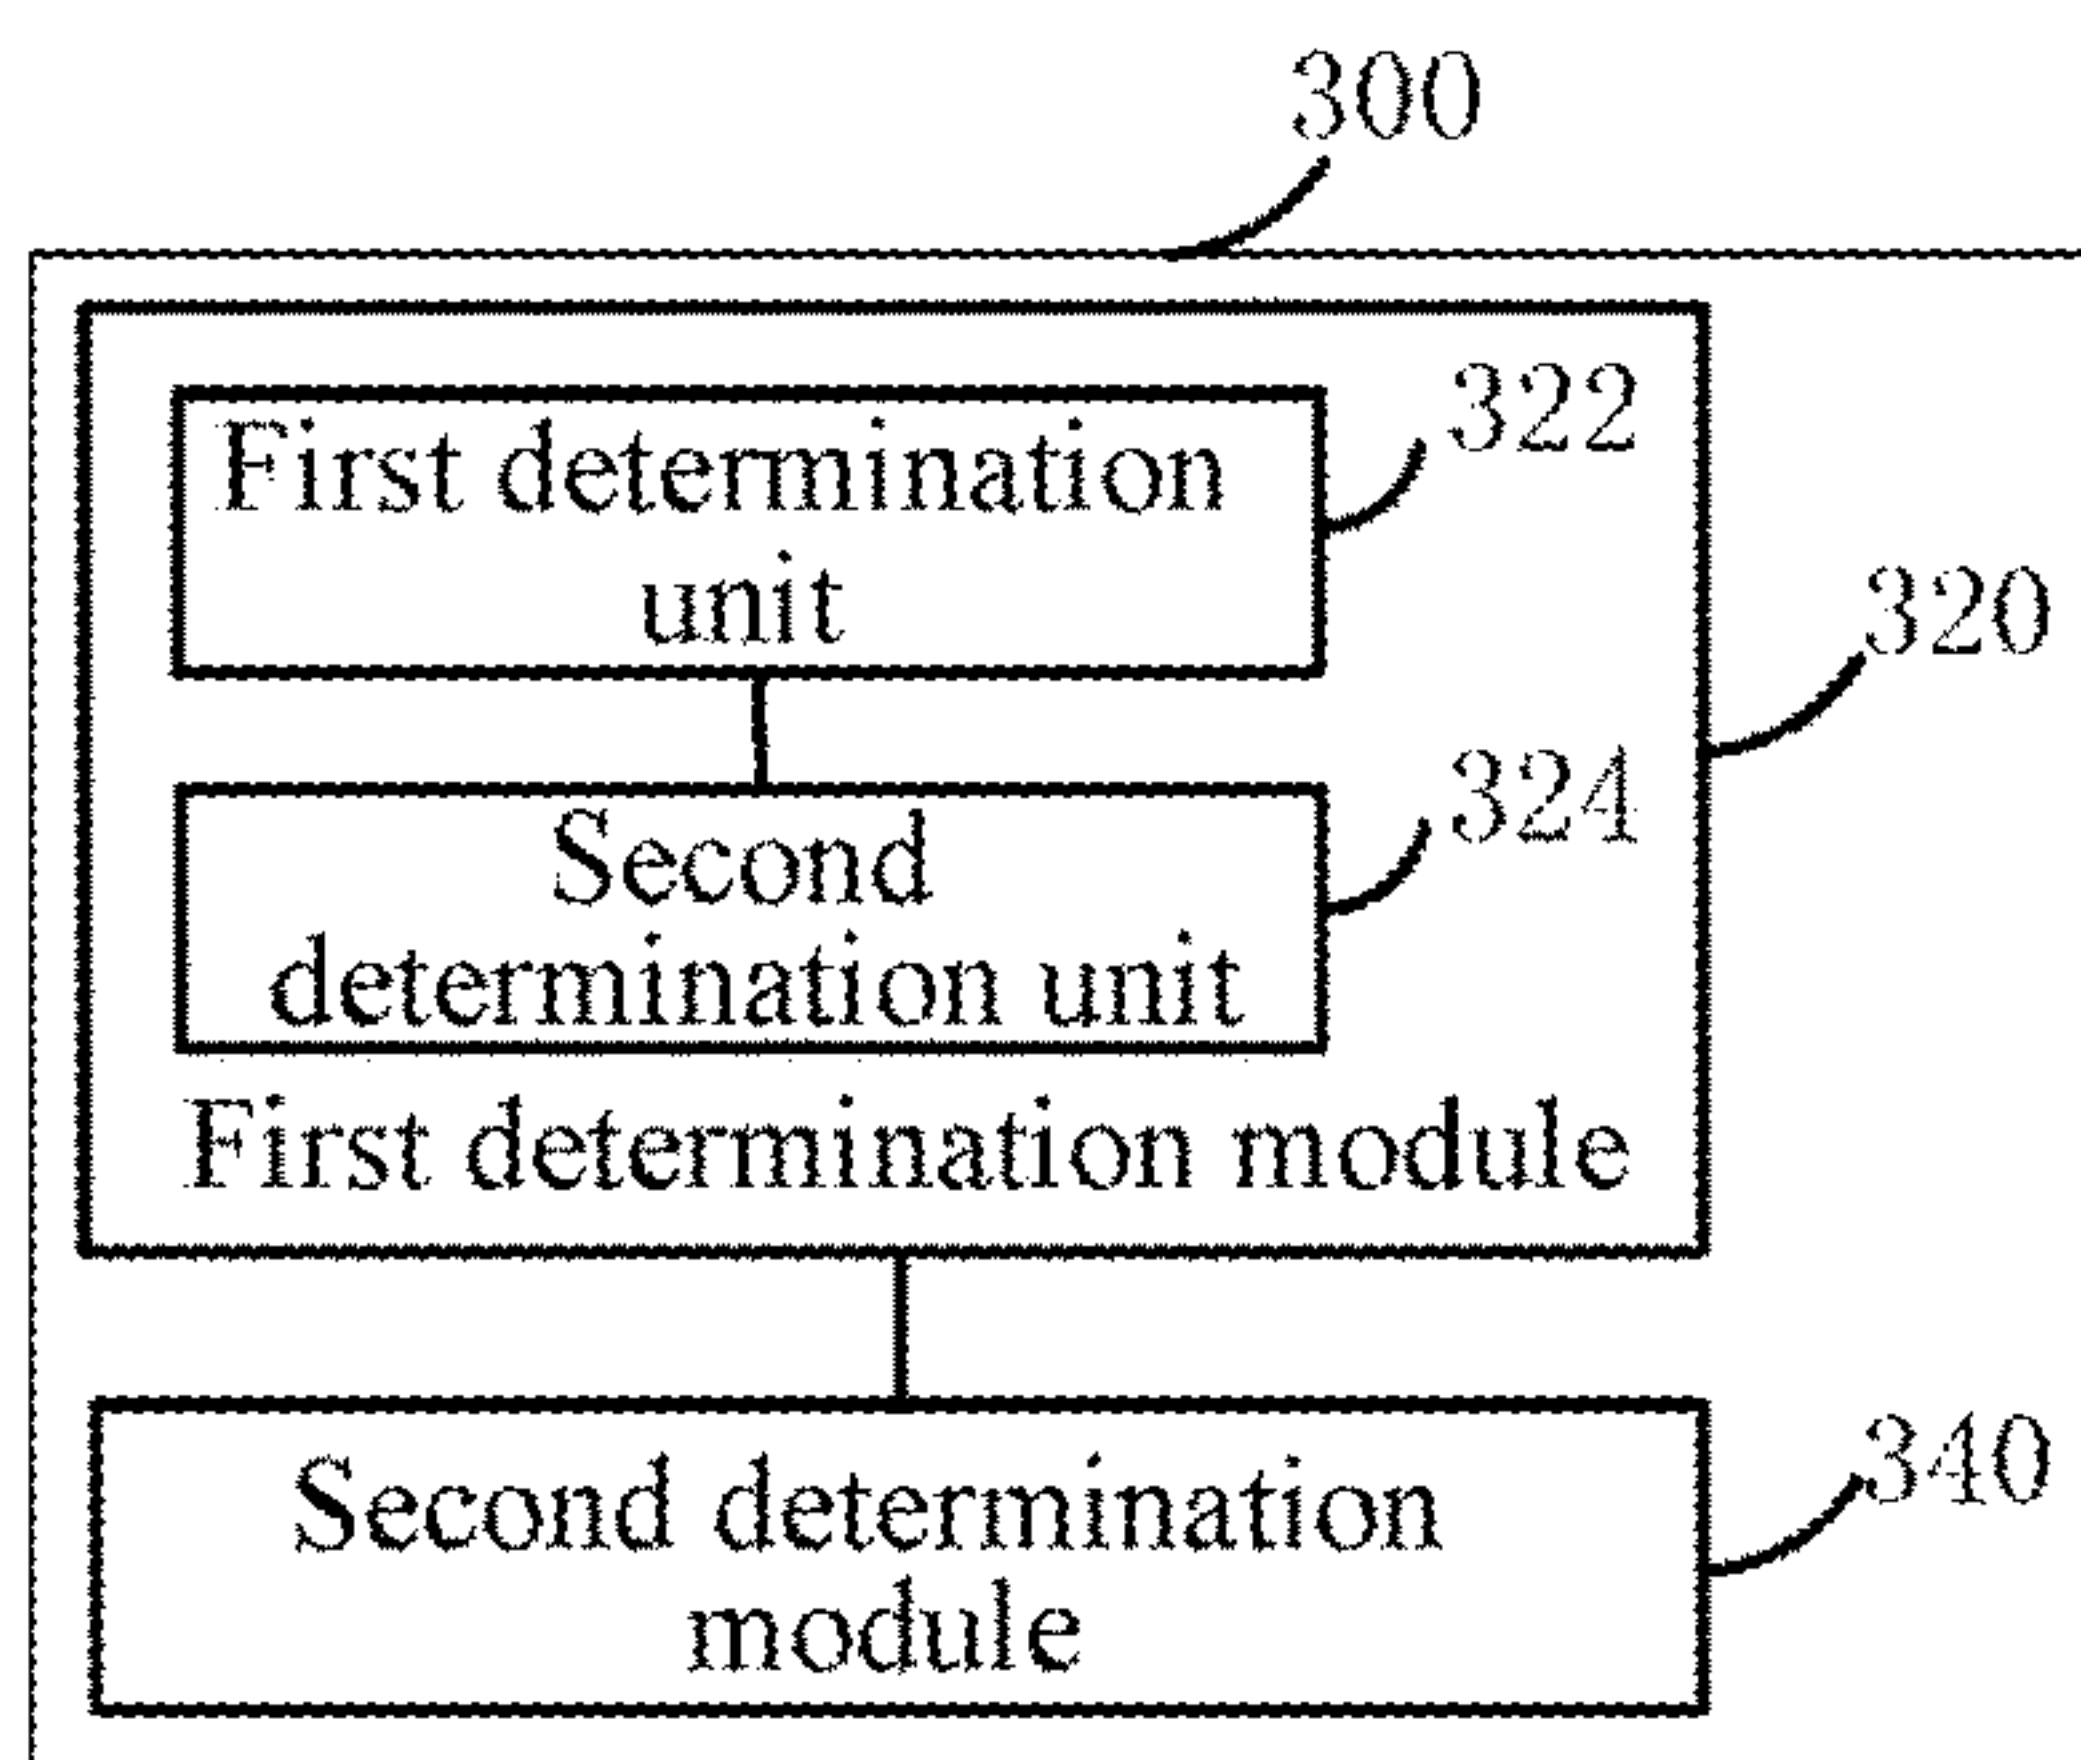 300
First determination
unit
322
320
Second
determination unit
324
First determination module
Second determination
module
340